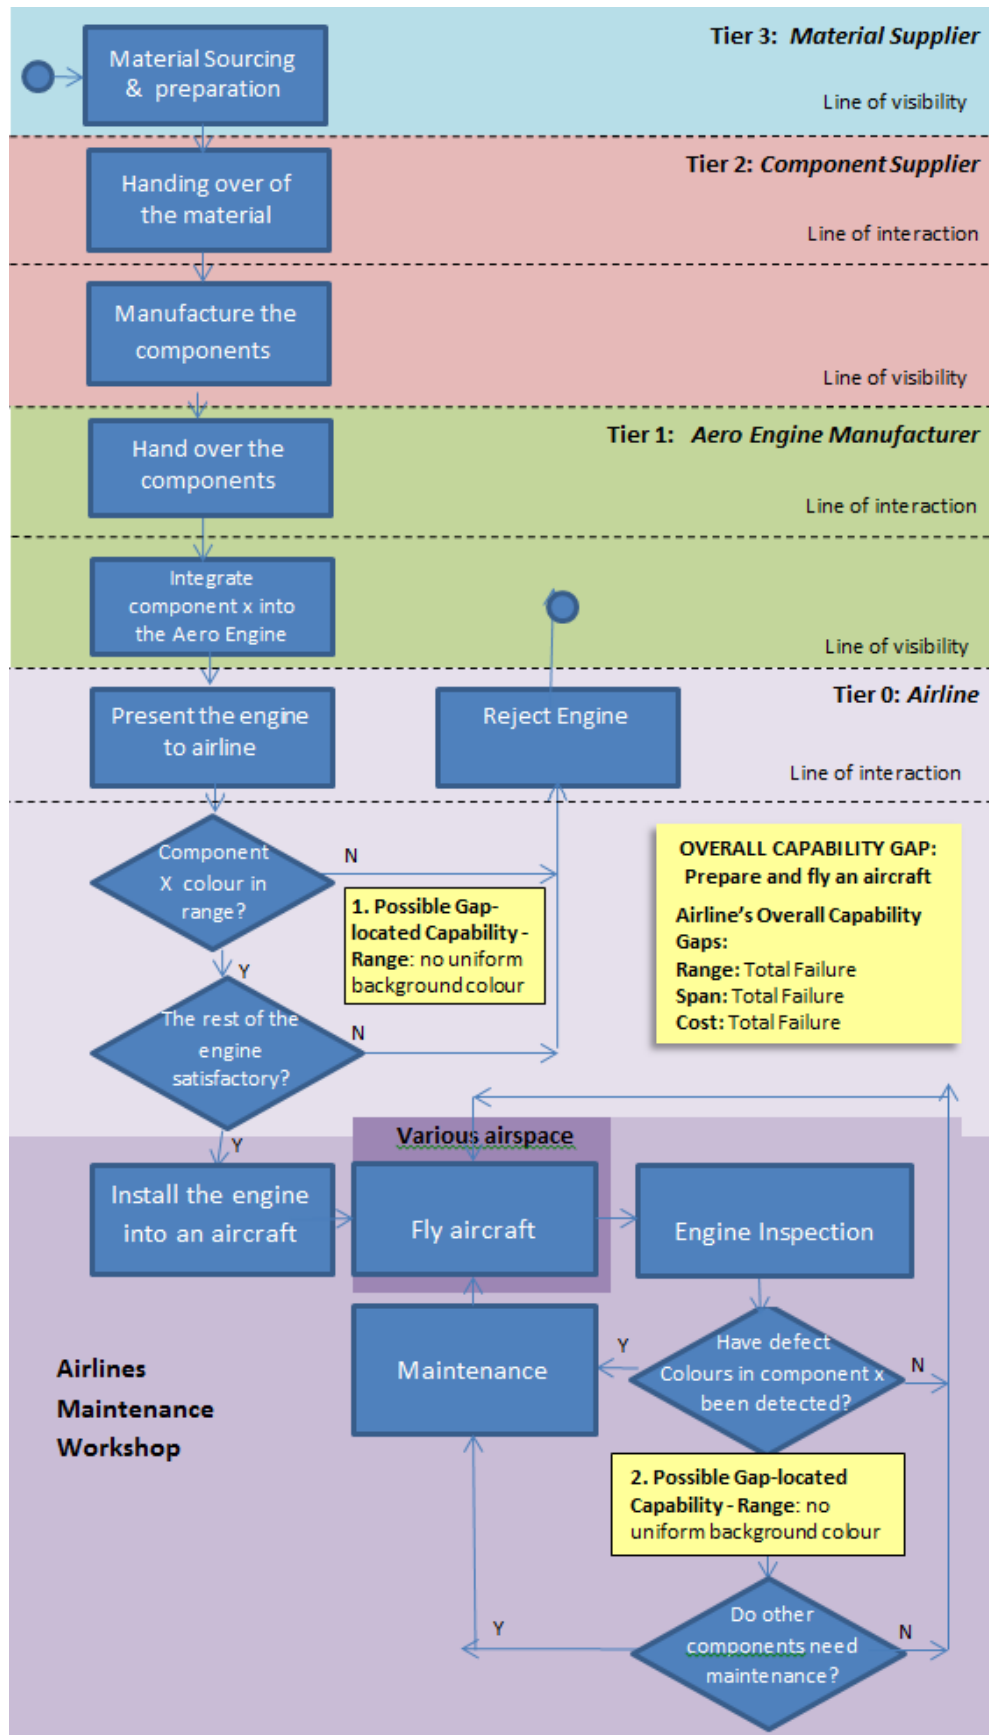 Tier 3: Material Supplier
Material Sourcing
& preparation
Line of visibility
Tier 2: Component Supplier
Handing over of
the material
Line of interaction
Manufacture the
components
Line of visibility
Tier 1: Aero Engine Manufacturer
Hand over the
components
Line of interaction
Integrate
component x into
the Aero Engine
Line of visibility
Tier 0: Airline
Present the engine
to airline
Reject Engine
Line of interaction
Component
X colour in
range?
N
Y
1. Possible Gap-
located Capability -
Range: no uniform
background colour
OVERALL CAPABILITY GAP:
Prepare and fly an aircraft
Airline's Overall Capability
Gaps:
Range: Total Failure
Span: Total Failure
Cost: Total Failure
The rest of the
engine
satisfactory?
N
Y
Various airspace
Install the engine
into an aircraft
Fly aircraft
Engine Inspection
Airlines
Maintenance
Workshop
Maintenance
Y
Have defect
Colours in component x
been detected?
N
2. Possible Gap-located
Capability - Range: no
uniform background colour
Y
Do other
components need
maintenance?
N